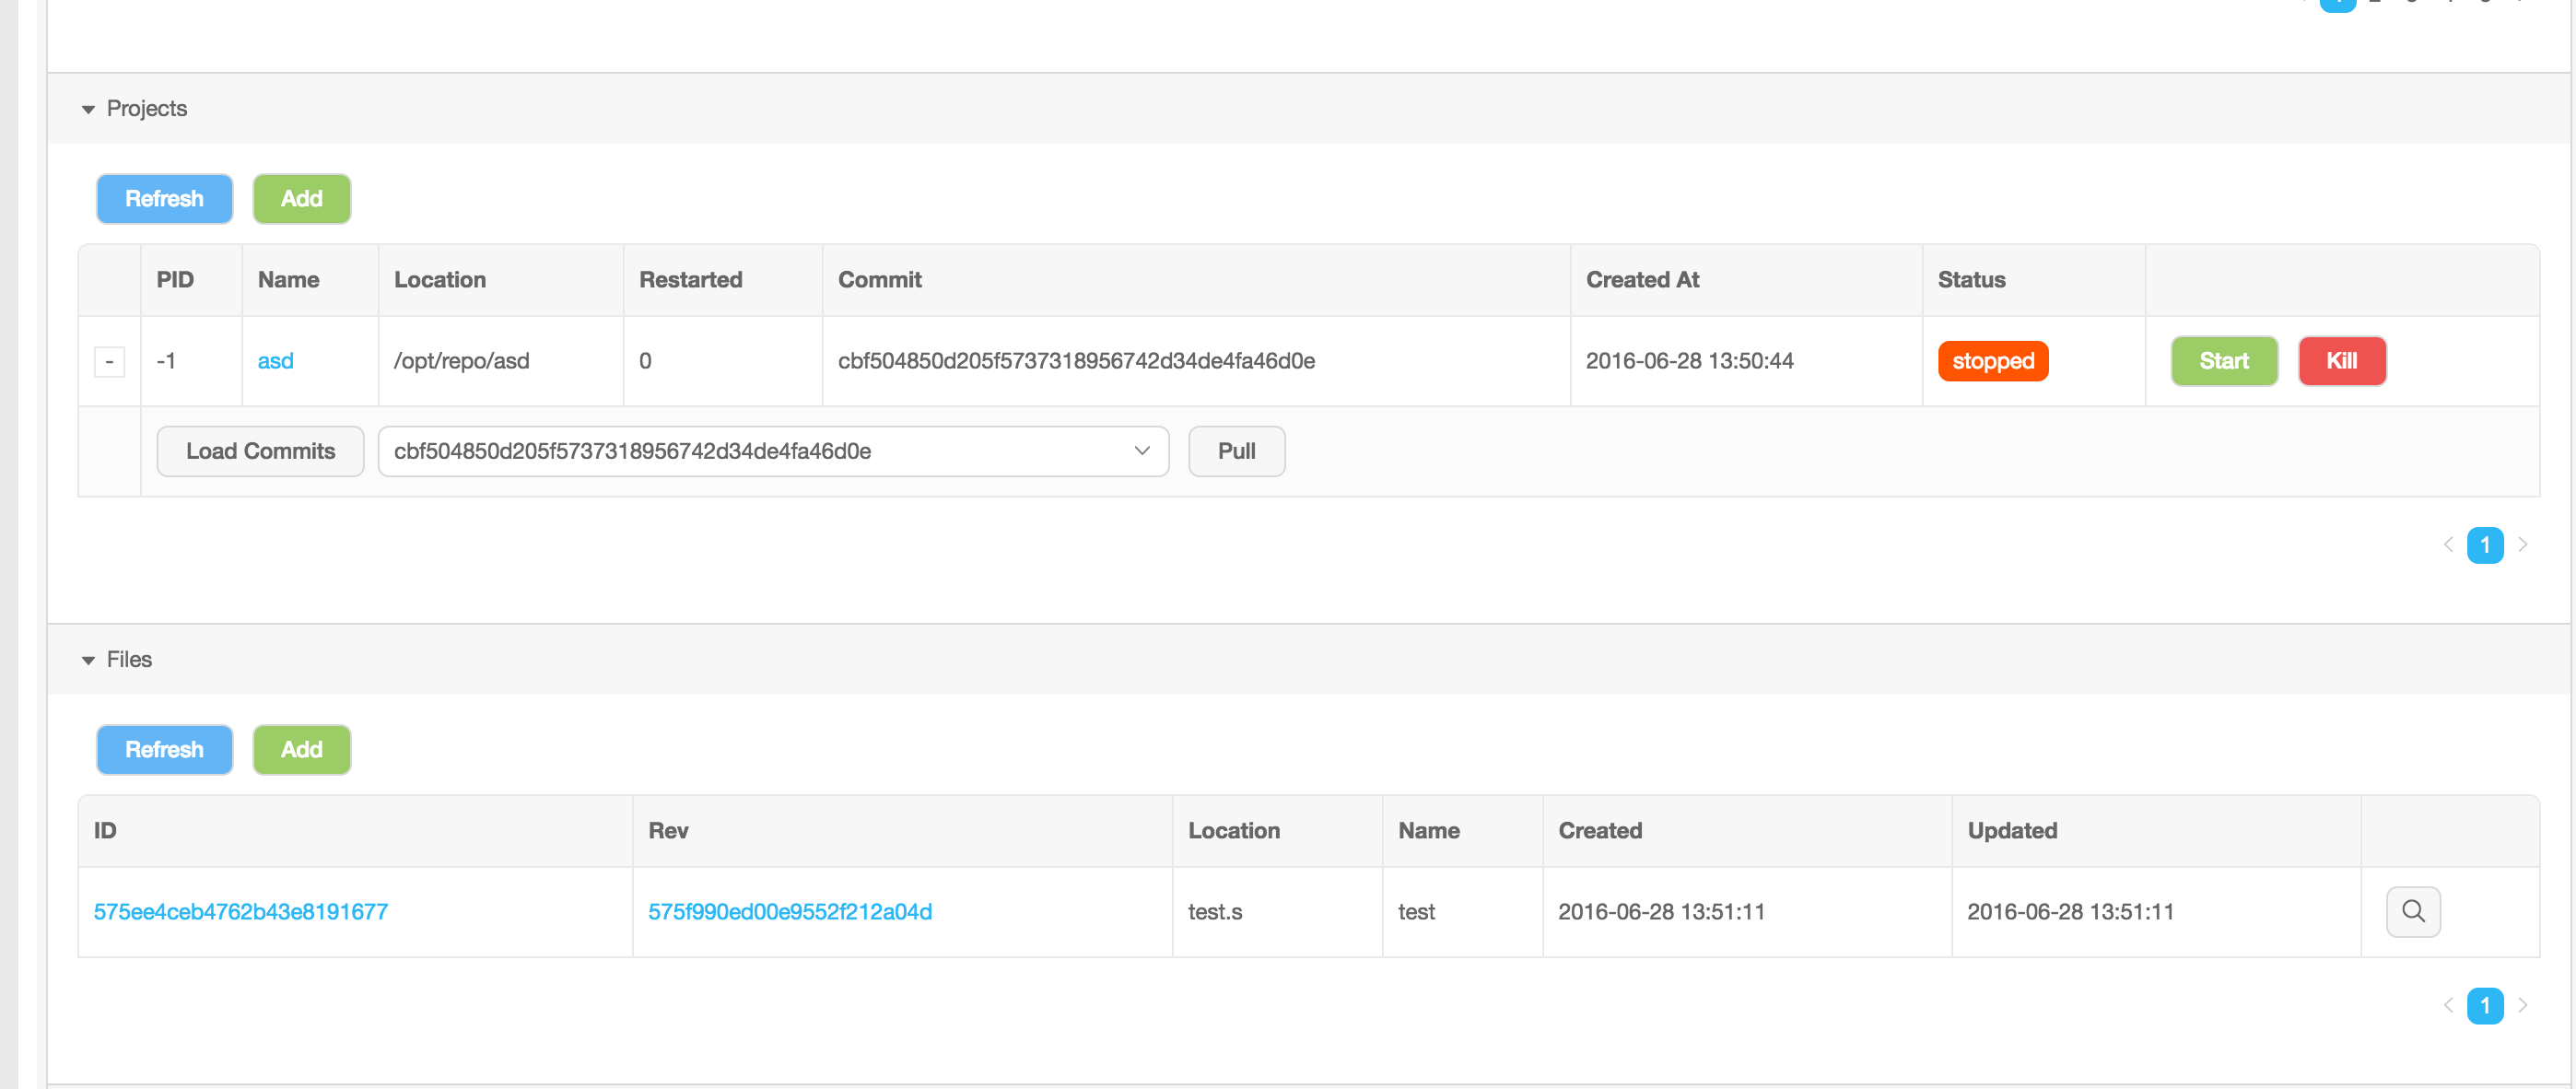 Projects
Refresh Add
PID Name Location Restarted Commit Created At Status
- -1 asd /opt/repo/asd 0 cbf504850d205f5737318956742d34de4fa46d0e 2016-06-28 13:50:44 stopped Start Kill
Load Commits cbf504850d205f5737318956742d34de4fa46d0e Pull
1
Files
Refresh Add
ID Rev Location Name Created Updated
575ee4ceb4762b43e8191677 575f990ed00e9552f212a04d test.s test 2016-06-28 13:51:11 2016-06-28 13:51:11
1